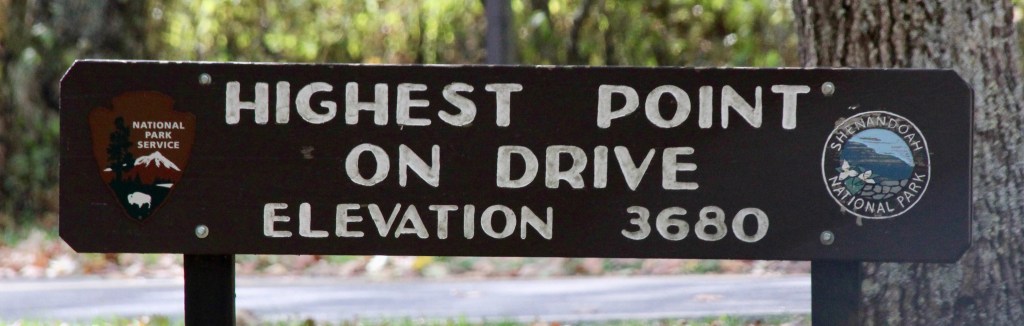 HIGHEST POINT
ON DRIVE
ELEVATION 3680
NATIONAL
PARK
SERVICE
SHENANDOAH
NATIONAL PARK